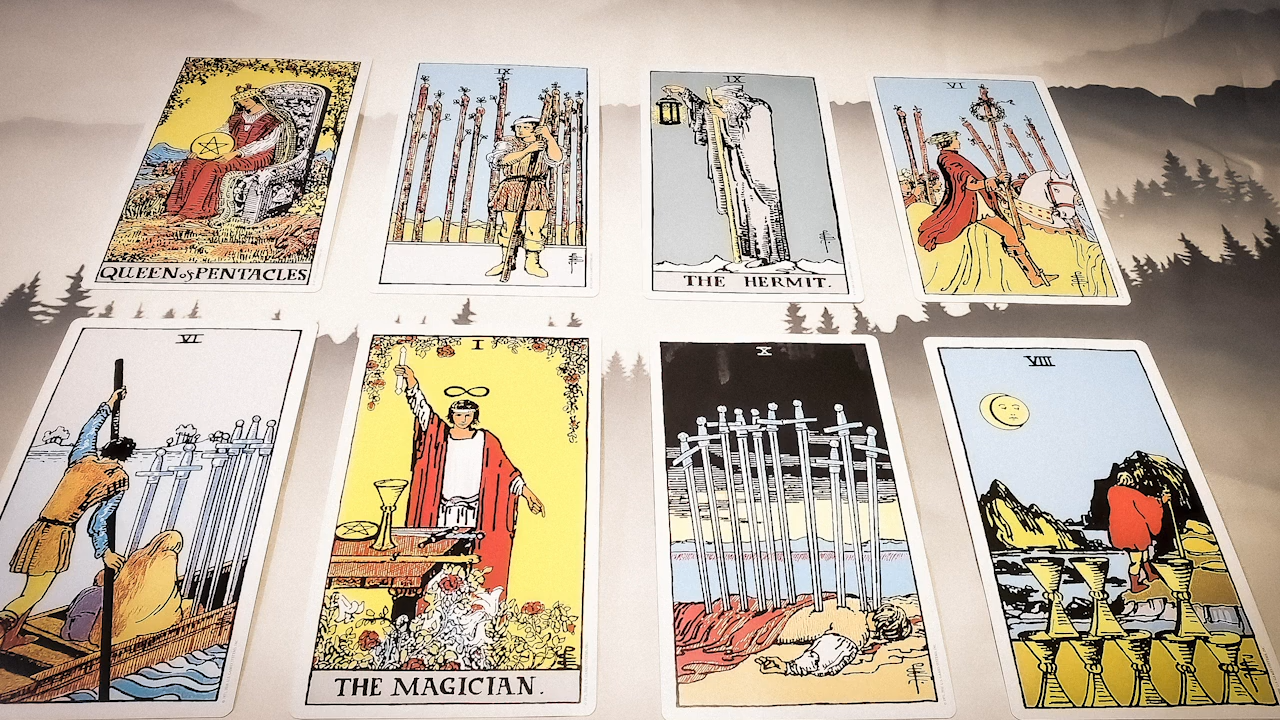 QUEEN of PENTACLES
IX
IX
THE HERMIT.
VI
VI
I
THE MAGICIAN.
X
VIII